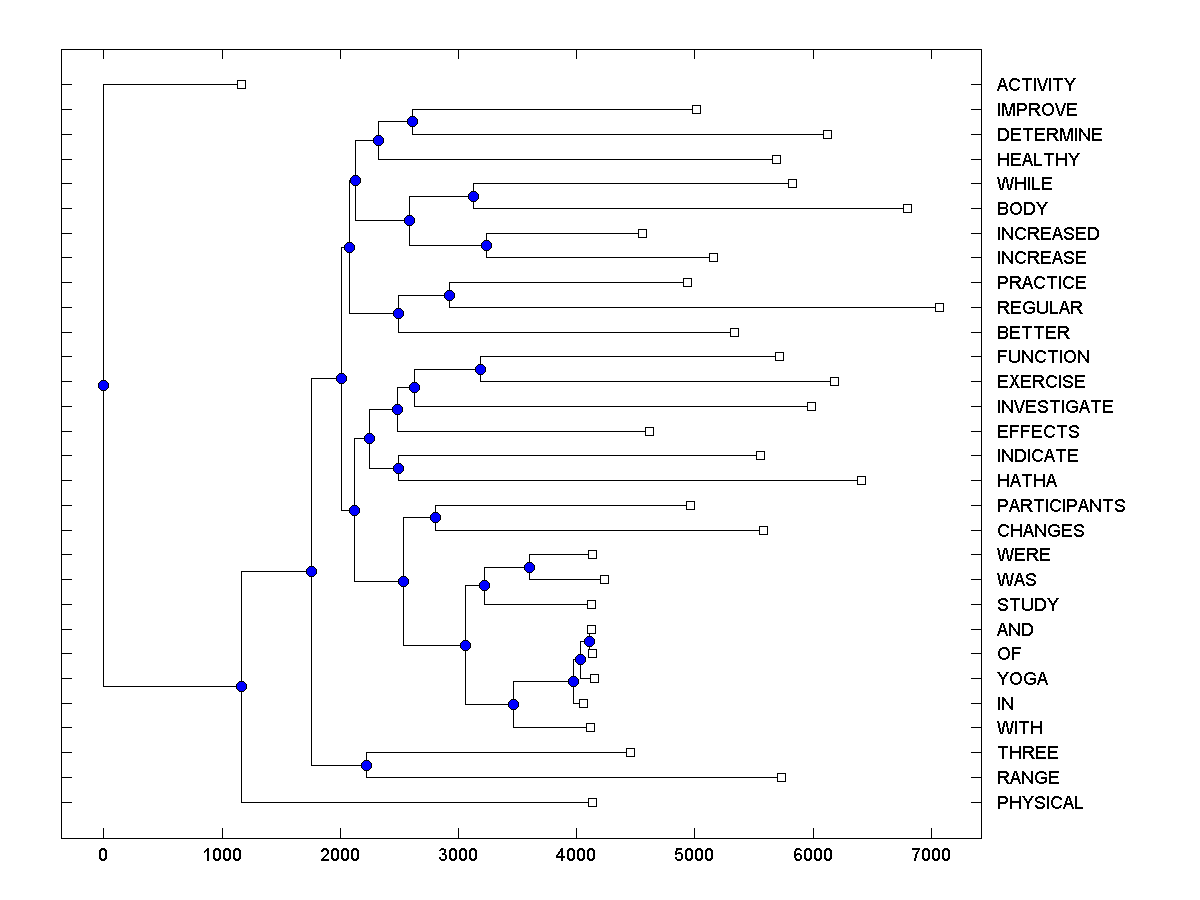 ACTIVITY
IMPROVE
DETERMINE
HEALTHY
WHILE
BODY
INCREASED
INCREASE
PRACTICE
REGULAR
BETTER
FUNCTION
EXERCISE
INVESTIGATE
EFFECTS
INDICATE
HATHA
PARTICIPANTS
CHANGES
WERE
WAS
STUDY
AND
OF
YOGA
IN
WITH
THREE
RANGE
PHYSICAL
0 1000 2000 3000 4000 5000 6000 7000